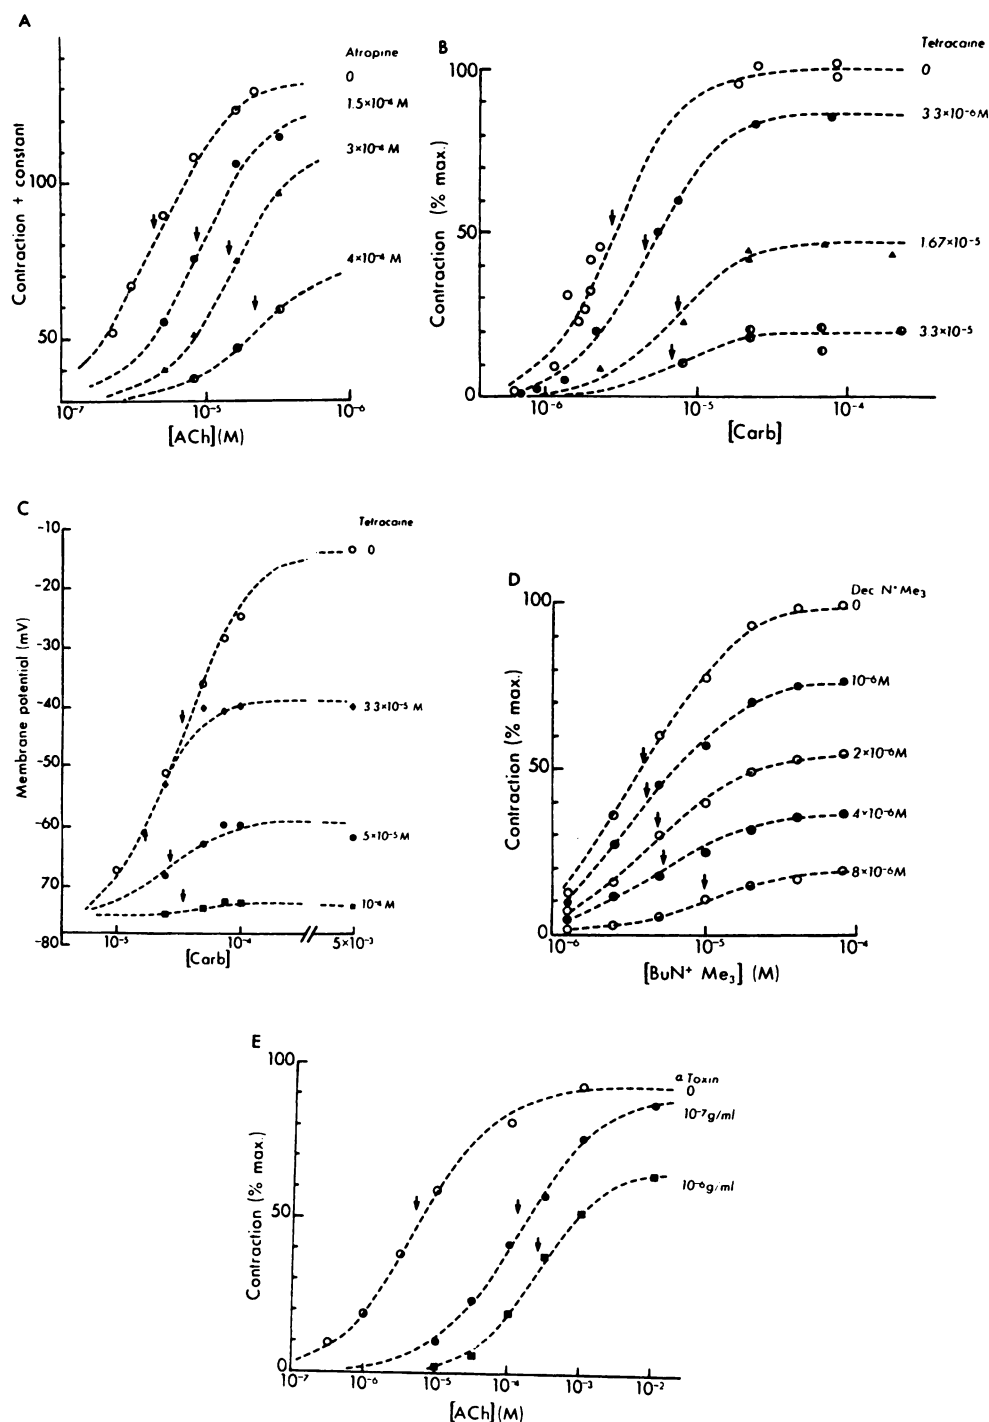 A
Atropine
0
1.5×10⁻⁴ M
3×10⁻⁴ M
4×10⁻⁴ M
Contraction + constant
100
50
10⁻⁷
10⁻⁵
10⁻⁶
[ACh](M)
B
Tetracaine
0
3.3×10⁻⁶M
1.67×10⁻⁵
3.3×10⁻⁵
Contraction (% max.)
100
50
0
10⁻⁶
10⁻⁵
10⁻⁴
[Carb]
C
Tetracaine
0
3.3×10⁻⁵ M
5×10⁻⁵M
10⁻⁴ M
Membrane potential (mV)
-10
-20
-30
-40
-50
-60
70
-80
10⁻⁵
10⁻⁴
5×10⁻³
[Carb]
D
Dec N⁺Me₃
0
10⁻⁶M
2×10⁻⁶M
4×10⁻⁶M
8×10⁻⁶M
Contraction (% max.)
100
50
0
10⁻⁶
10⁻⁵
10⁻⁴
[BuN⁺ Me₃] (M)
E
α Toxin
0
10⁻⁷g/ml
10⁻⁶g/ml
Contraction (% max.)
100
50
0
10⁻⁷
10⁻⁶
10⁻⁵
10⁻⁴
10⁻³
10⁻²
[ACh](M)